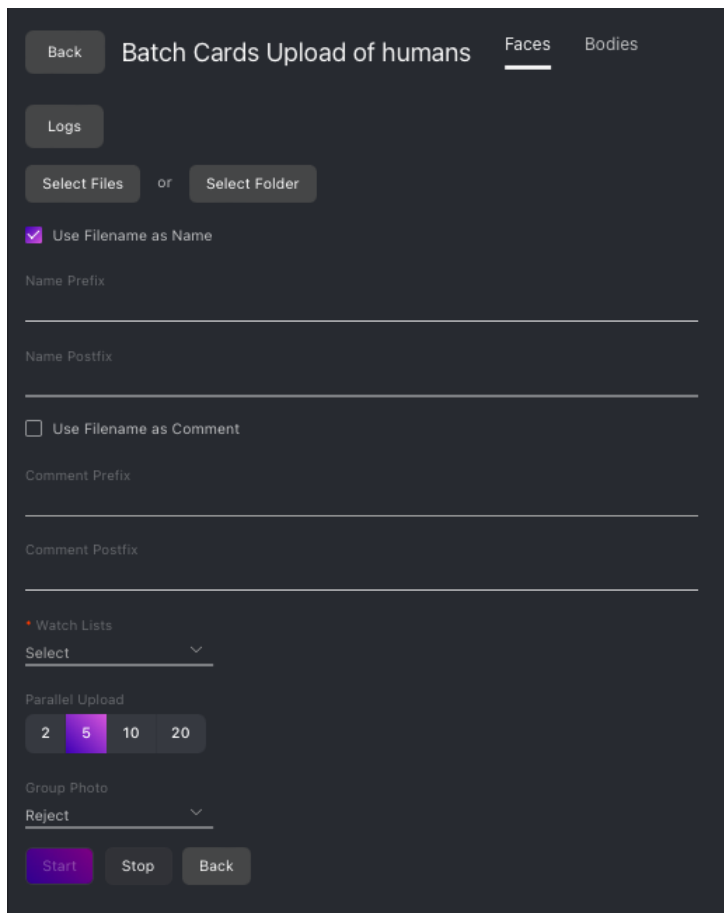 Back Batch Cards Upload of humans Faces Bodies
Logs
Select Files or Select Folder
Use Filename as Name
Name Prefix
Name Postfix
Use Filename as Comment
Comment Prefix
Comment Postfix
* Watch Lists
Select
Parallel Upload
2 5 10 20
Group Photo
Reject
Start Stop Back